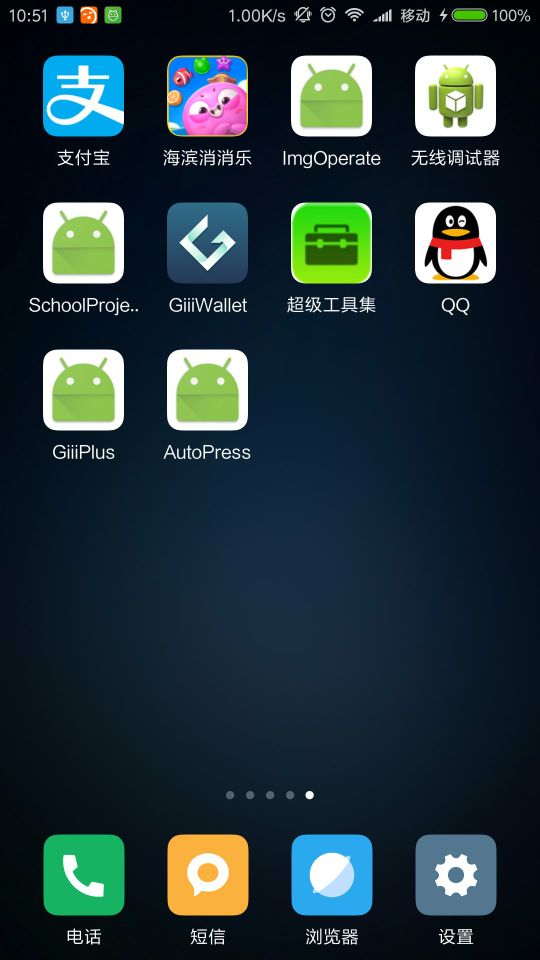 10:51 1.00K/s 移动 100%
支付宝 海滨消消乐 ImgOperate 无线调试器
SchoolProje.. GiiiWallet 超级工具集 QQ
GiiiPlus AutoPress
电话 短信 浏览器 设置